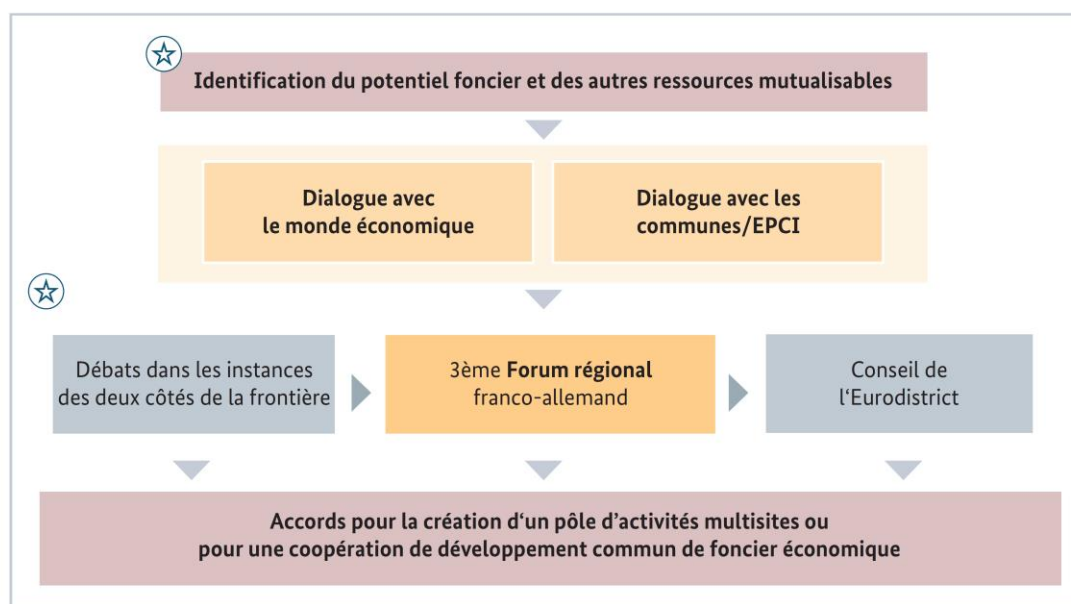 Identification du potentiel foncier et des autres ressources mutualisables
Dialogue avec
le monde économique
Dialogue avec les
communes/EPCI
Débats dans les instances
des deux côtés de la frontière
3ème Forum régional
franco-allemand
Conseil de
l‘Eurodistrict
Accords pour la création d‘un pôle d’activités multisites ou
pour une coopération de développement commun de foncier économique